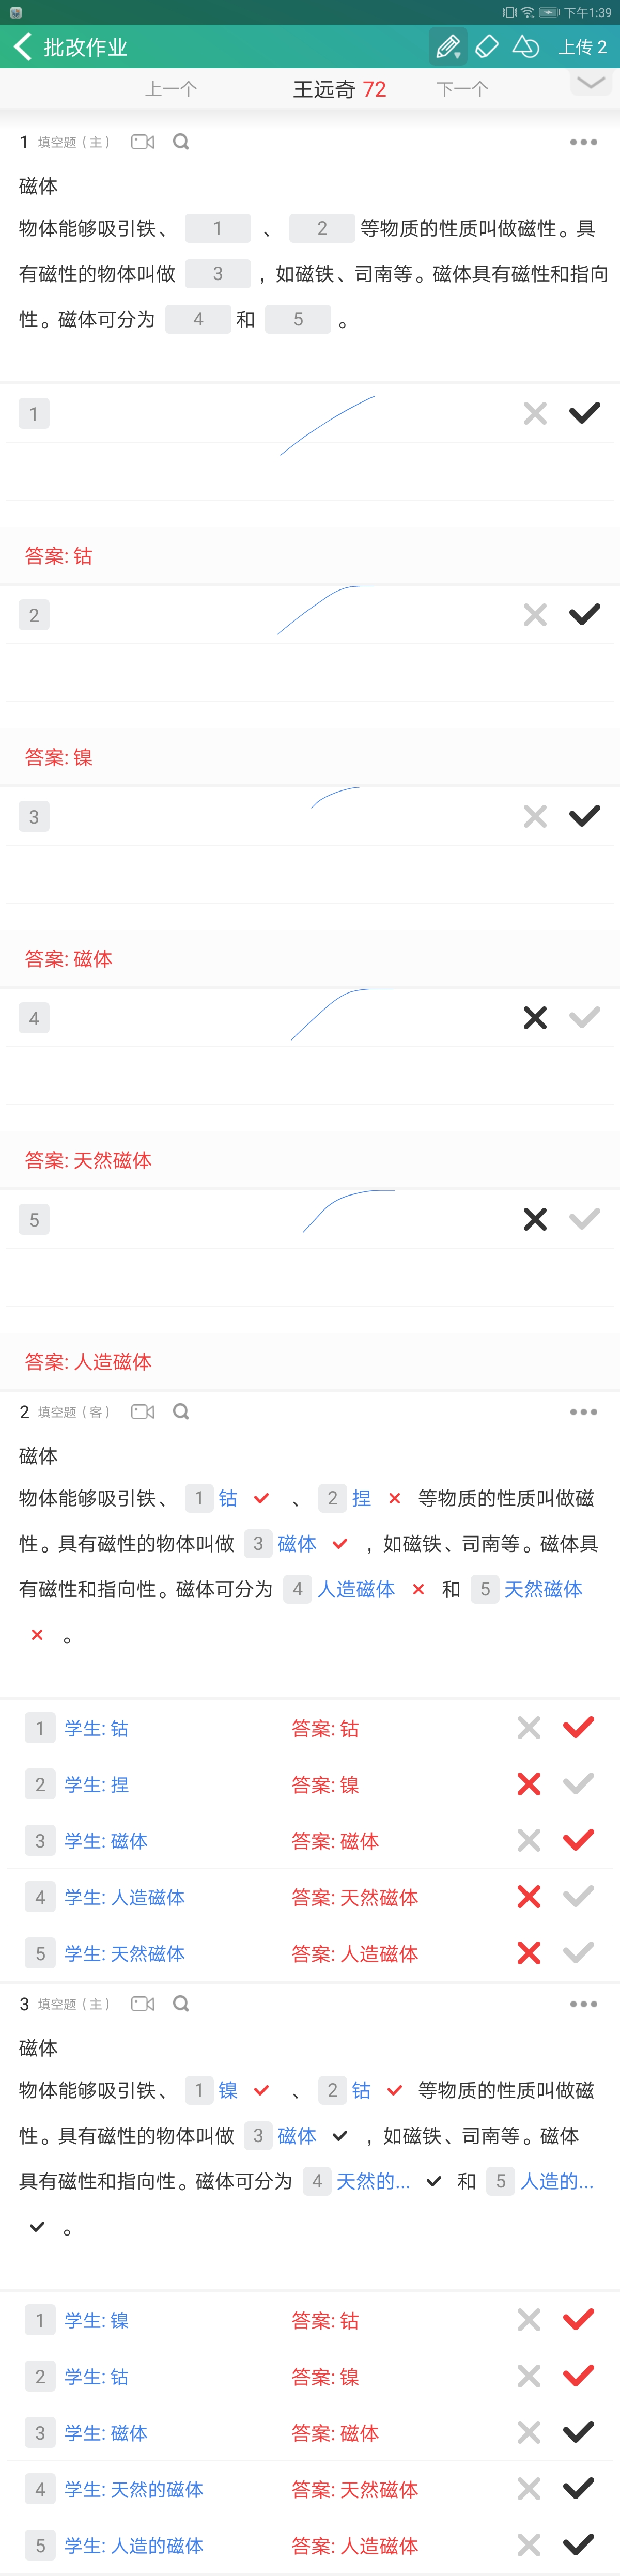 下午1:39
批改作业 上传 2
上一个 王远奇 72 下一个
1 填空题（主）
磁体
物体能够吸引铁、 1 、 2 等物质的性质叫做磁性。具
有磁性的物体叫做 3 ，如磁铁、司南等。磁体具有磁性和指向
性。磁体可分为 4 和 5 。
1
答案: 钴
2
答案: 镍
3
答案: 磁体
4
答案: 天然磁体
5
答案: 人造磁体
2 填空题（客）
磁体
物体能够吸引铁、 1 钴 、 2 捏 等物质的性质叫做磁
性。具有磁性的物体叫做 3 磁体 ，如磁铁、司南等。磁体具
有磁性和指向性。磁体可分为 4 人造磁体 和 5 天然磁体
。
1 学生: 钴 答案: 钴
2 学生: 捏 答案: 镍
3 学生: 磁体 答案: 磁体
4 学生: 人造磁体 答案: 天然磁体
5 学生: 天然磁体 答案: 人造磁体
3 填空题（主）
磁体
物体能够吸引铁、 1 镍 、 2 钴 等物质的性质叫做磁
性。具有磁性的物体叫做 3 磁体 ，如磁铁、司南等。磁体
具有磁性和指向性。磁体可分为 4 天然的... 和 5 人造的...
。
1 学生: 镍 答案: 钴
2 学生: 钴 答案: 镍
3 学生: 磁体 答案: 磁体
4 学生: 天然的磁体 答案: 天然磁体
5 学生: 人造的磁体 答案: 人造磁体